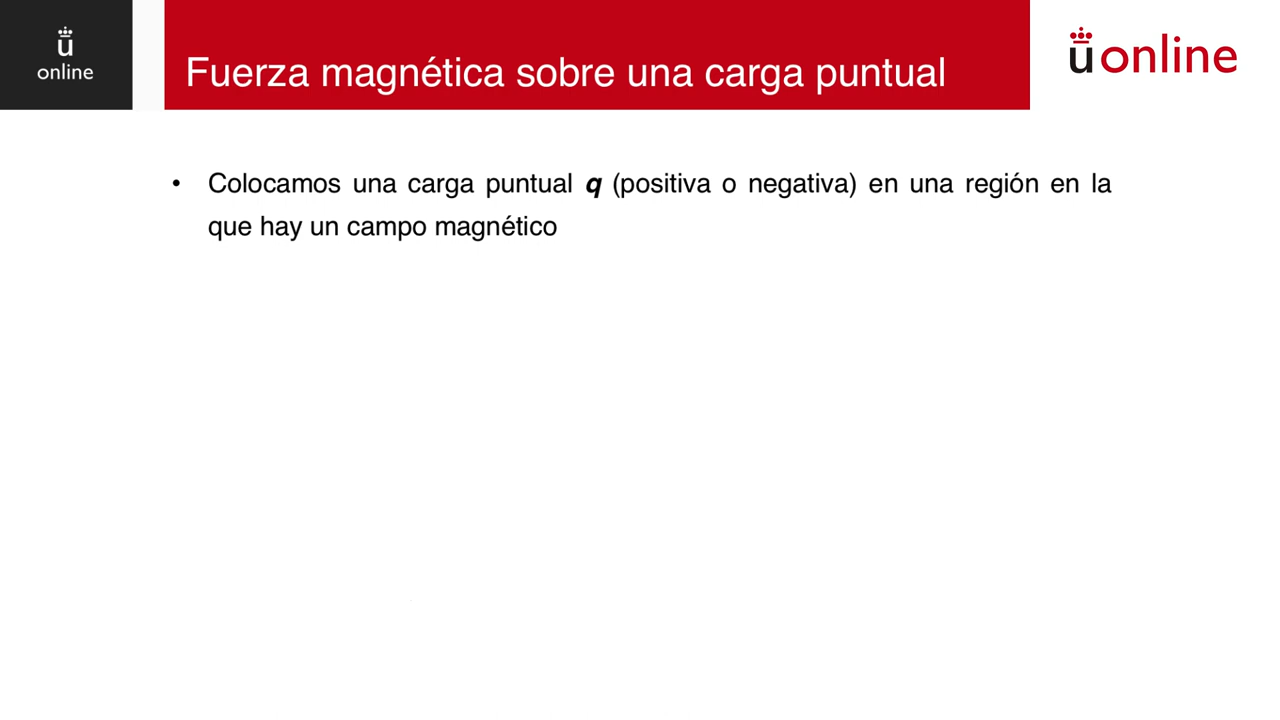 u
online
Fuerza magnética sobre una carga puntual
u online
• Colocamos una carga puntual q (positiva o negativa) en una región en la
que hay un campo magnético